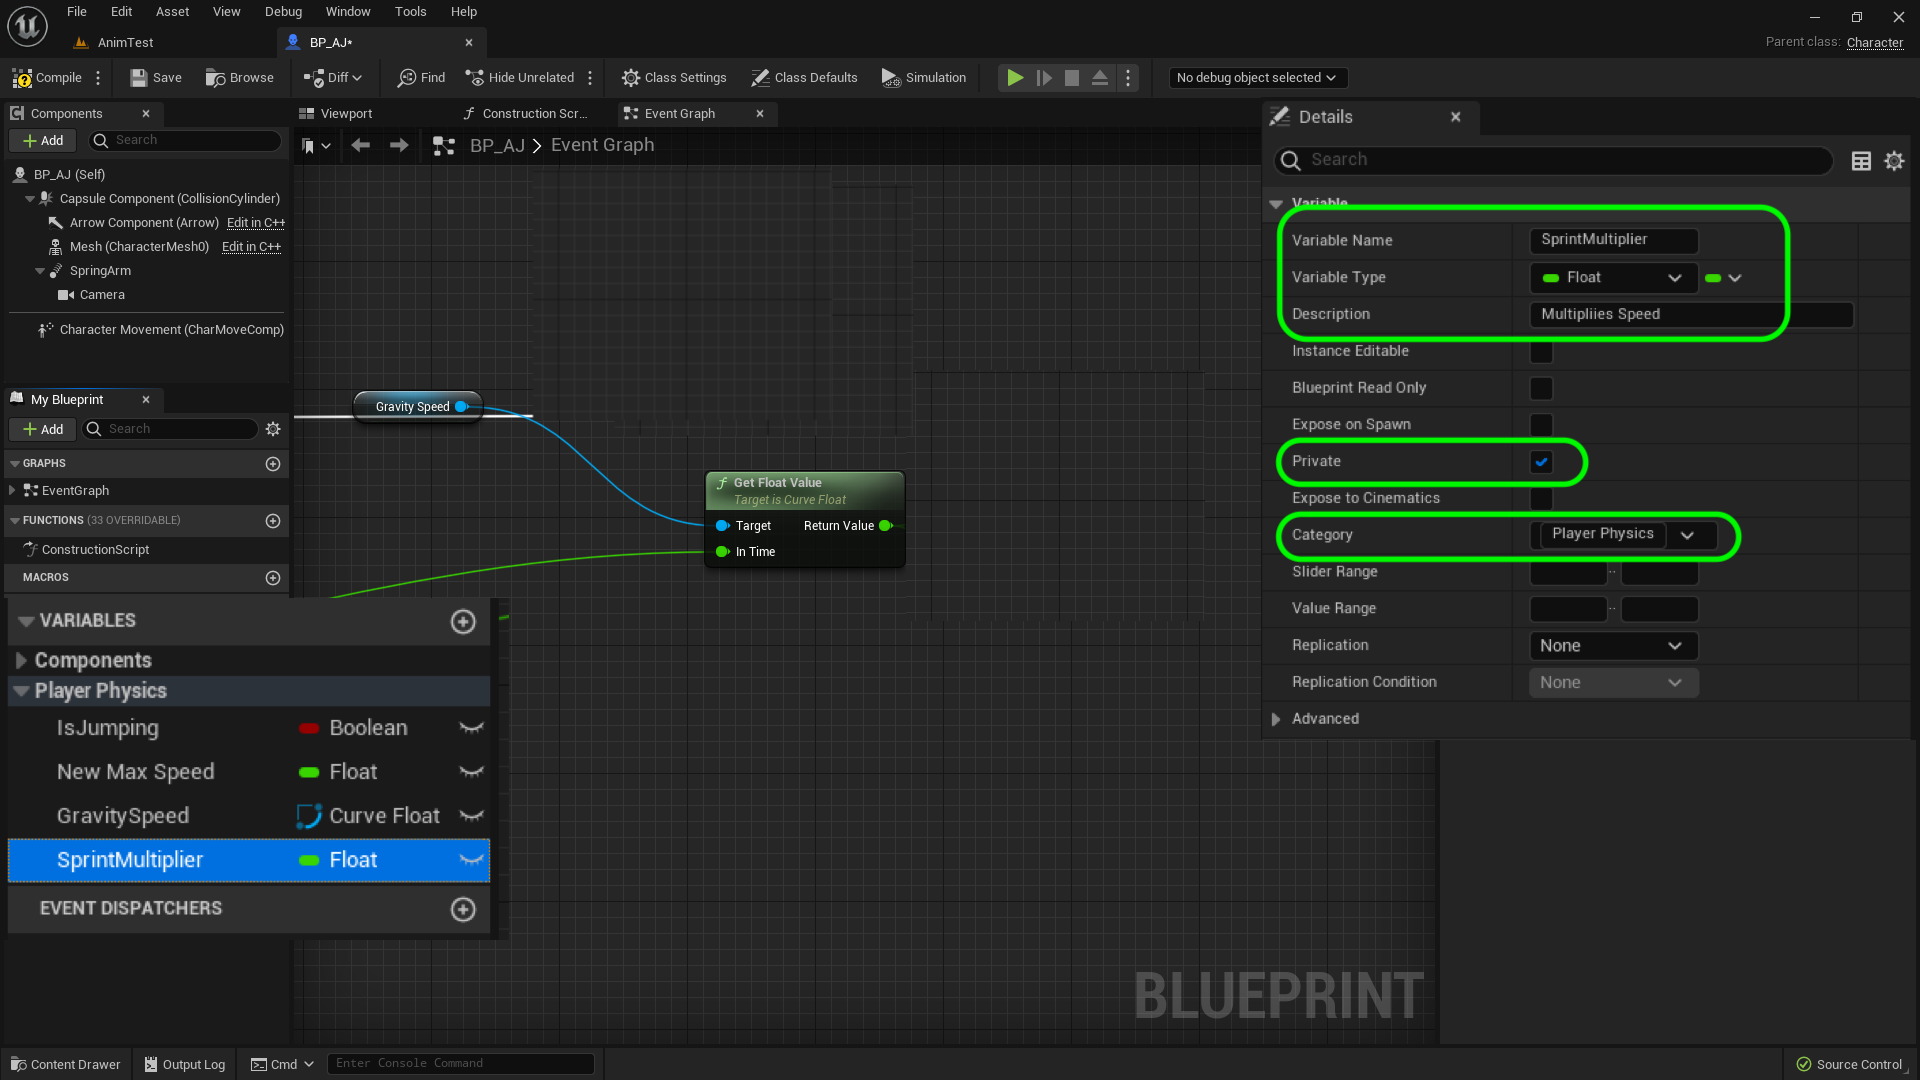 File Edit Asset View Debug Window Tools Help
AnimTest
BP_AJ*
Parent class: Character
Compile Save Browse Diff Find Hide Unrelated Class Settings Class Defaults Simulation No debug object selected
Components
Add Search
BP_AJ (Self)
Capsule Component (CollisionCylinder)
Arrow Component (Arrow) Edit in C++
Mesh (CharacterMesh0) Edit in C++
SpringArm
Camera
Character Movement (CharMoveComp)
My Blueprint
Add Search
GRAPHS
EventGraph
FUNCTIONS (33 OVERRIDABLE)
ConstructionScript
MACROS
VARIABLES
Components
Player Physics
IsJumping Boolean
New Max Speed Float
GravitySpeed Curve Float
SprintMultiplier Float
EVENT DISPATCHERS
Viewport Construction Scr... Event Graph
BP_AJ > Event Graph
Gravity Speed
Get Float Value
Target is Curve Float
Target Return Value
In Time
BLUEPRINT
Details
Search
Variable
Variable Name SprintMultiplier
Variable Type Float
Description Multipliies Speed
Instance Editable
Blueprint Read Only
Expose on Spawn
Private
Expose to Cinematics
Category Player Physics
Slider Range ..
Value Range ..
Replication None
Replication Condition None
Advanced
Content Drawer Output Log Cmd Enter Console Command Source Control